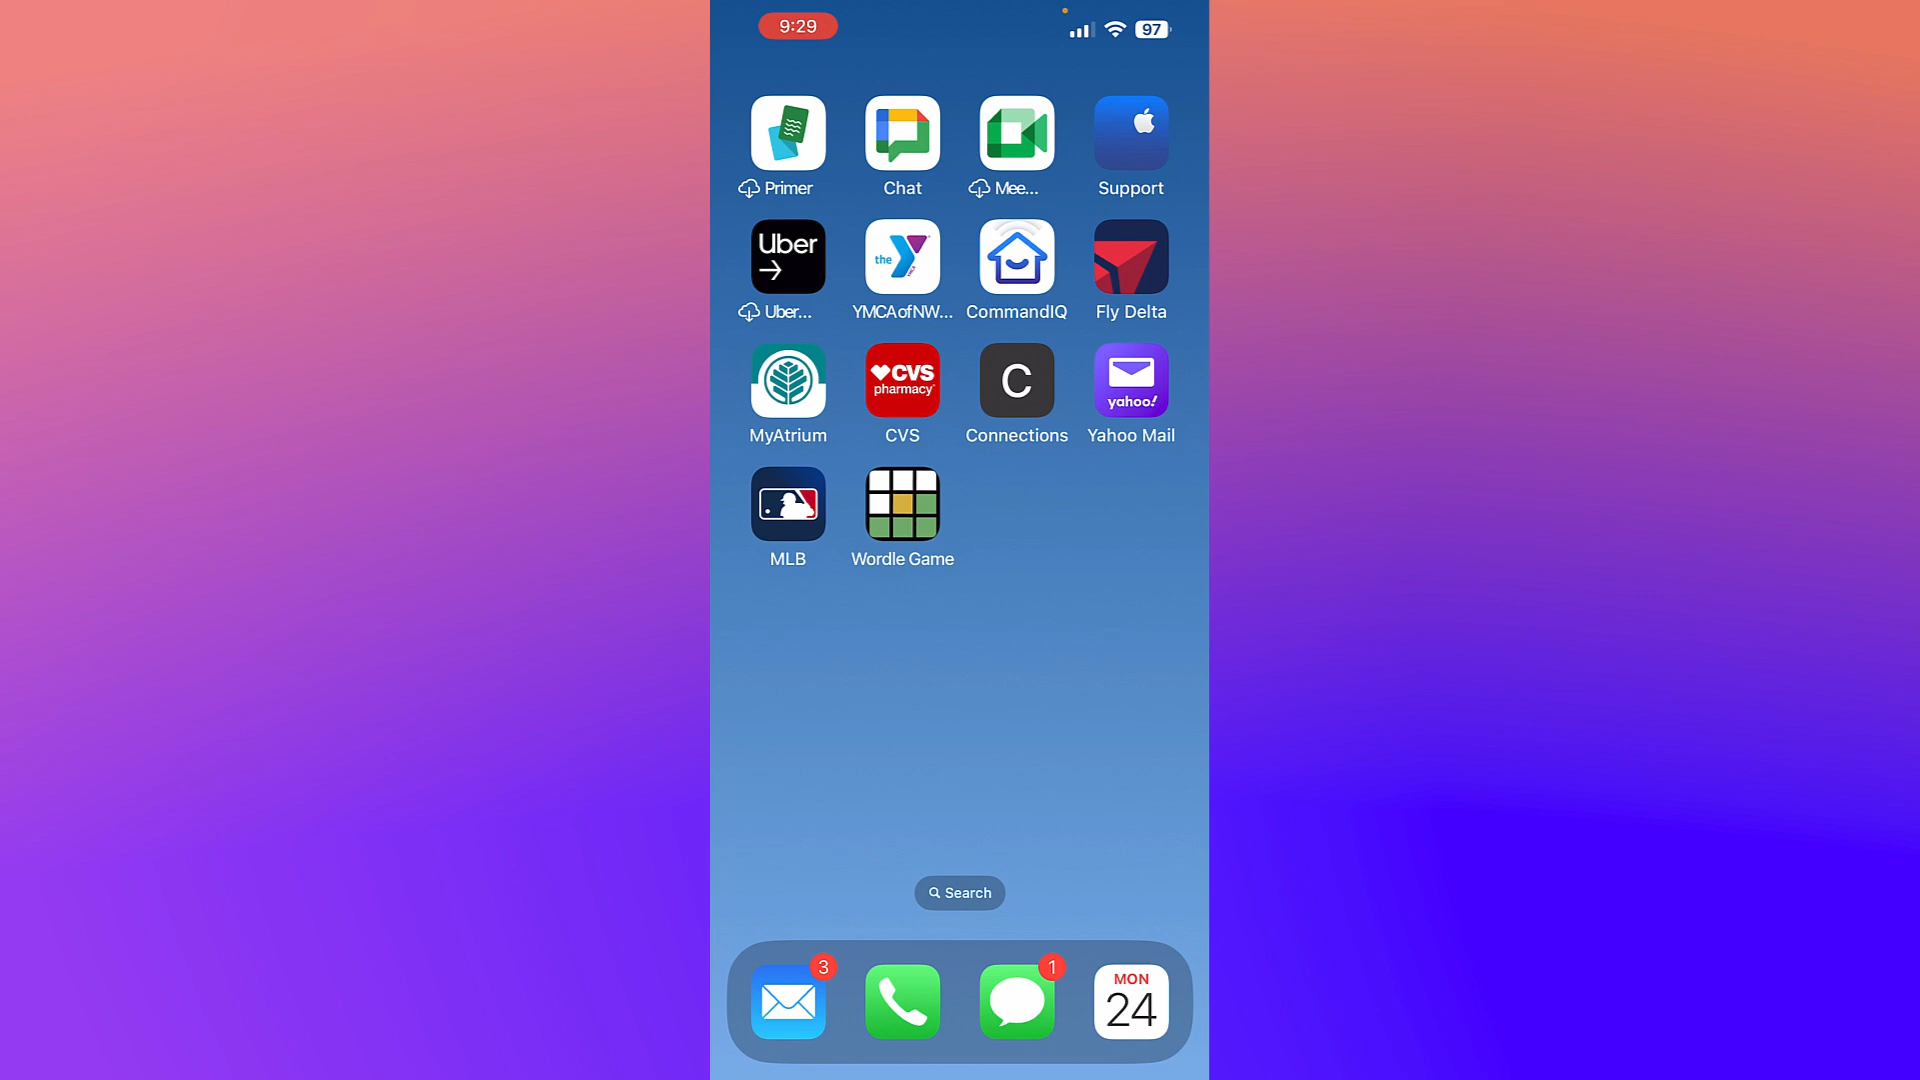 9:29
97
Primer
Chat
Mee...
Support
Uber
Uber...
the
YMCAofNW...
CommandIQ
Fly Delta
CVS
pharmacy
C
yahoo!
MyAtrium
CVS
Connections
Yahoo Mail
MLB
Wordle Game
Search
3
1
MON
24